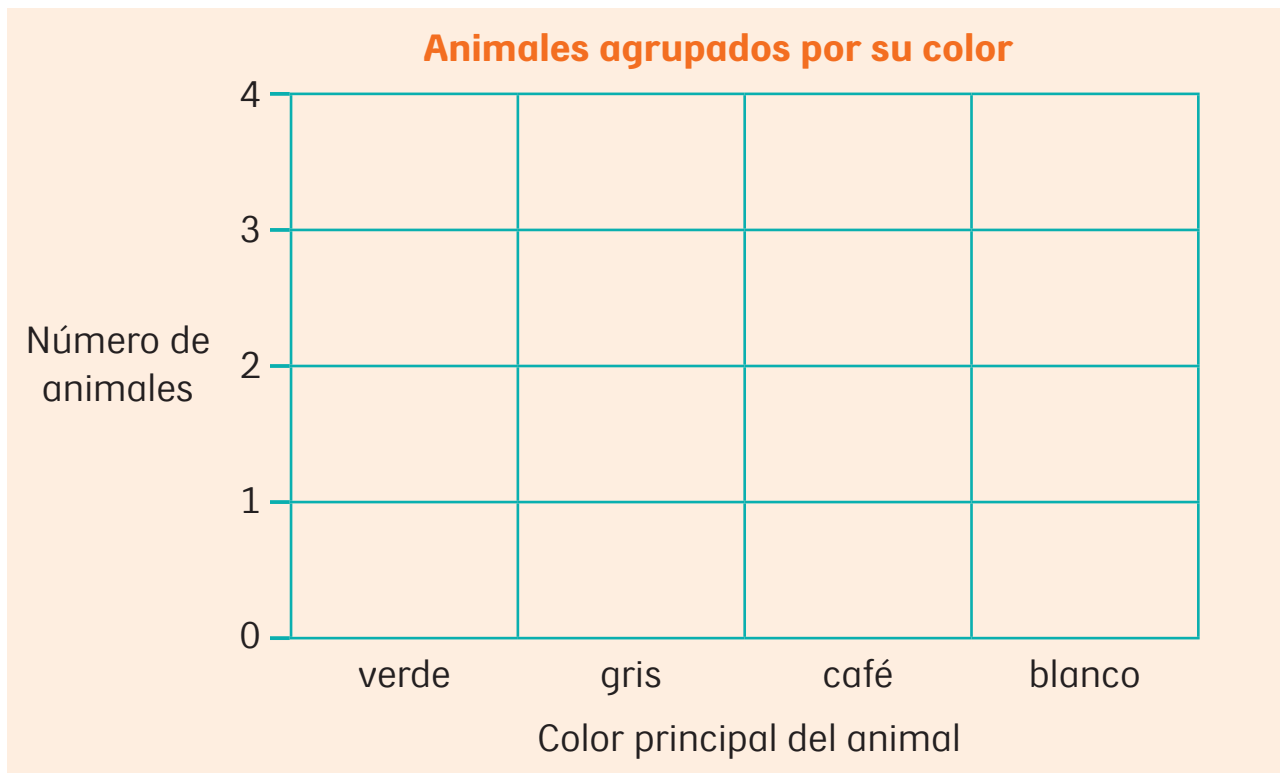 Animales agrupados por su color
4
3
Número de
animales
2
1
0
verde gris café blanco
Color principal del animal